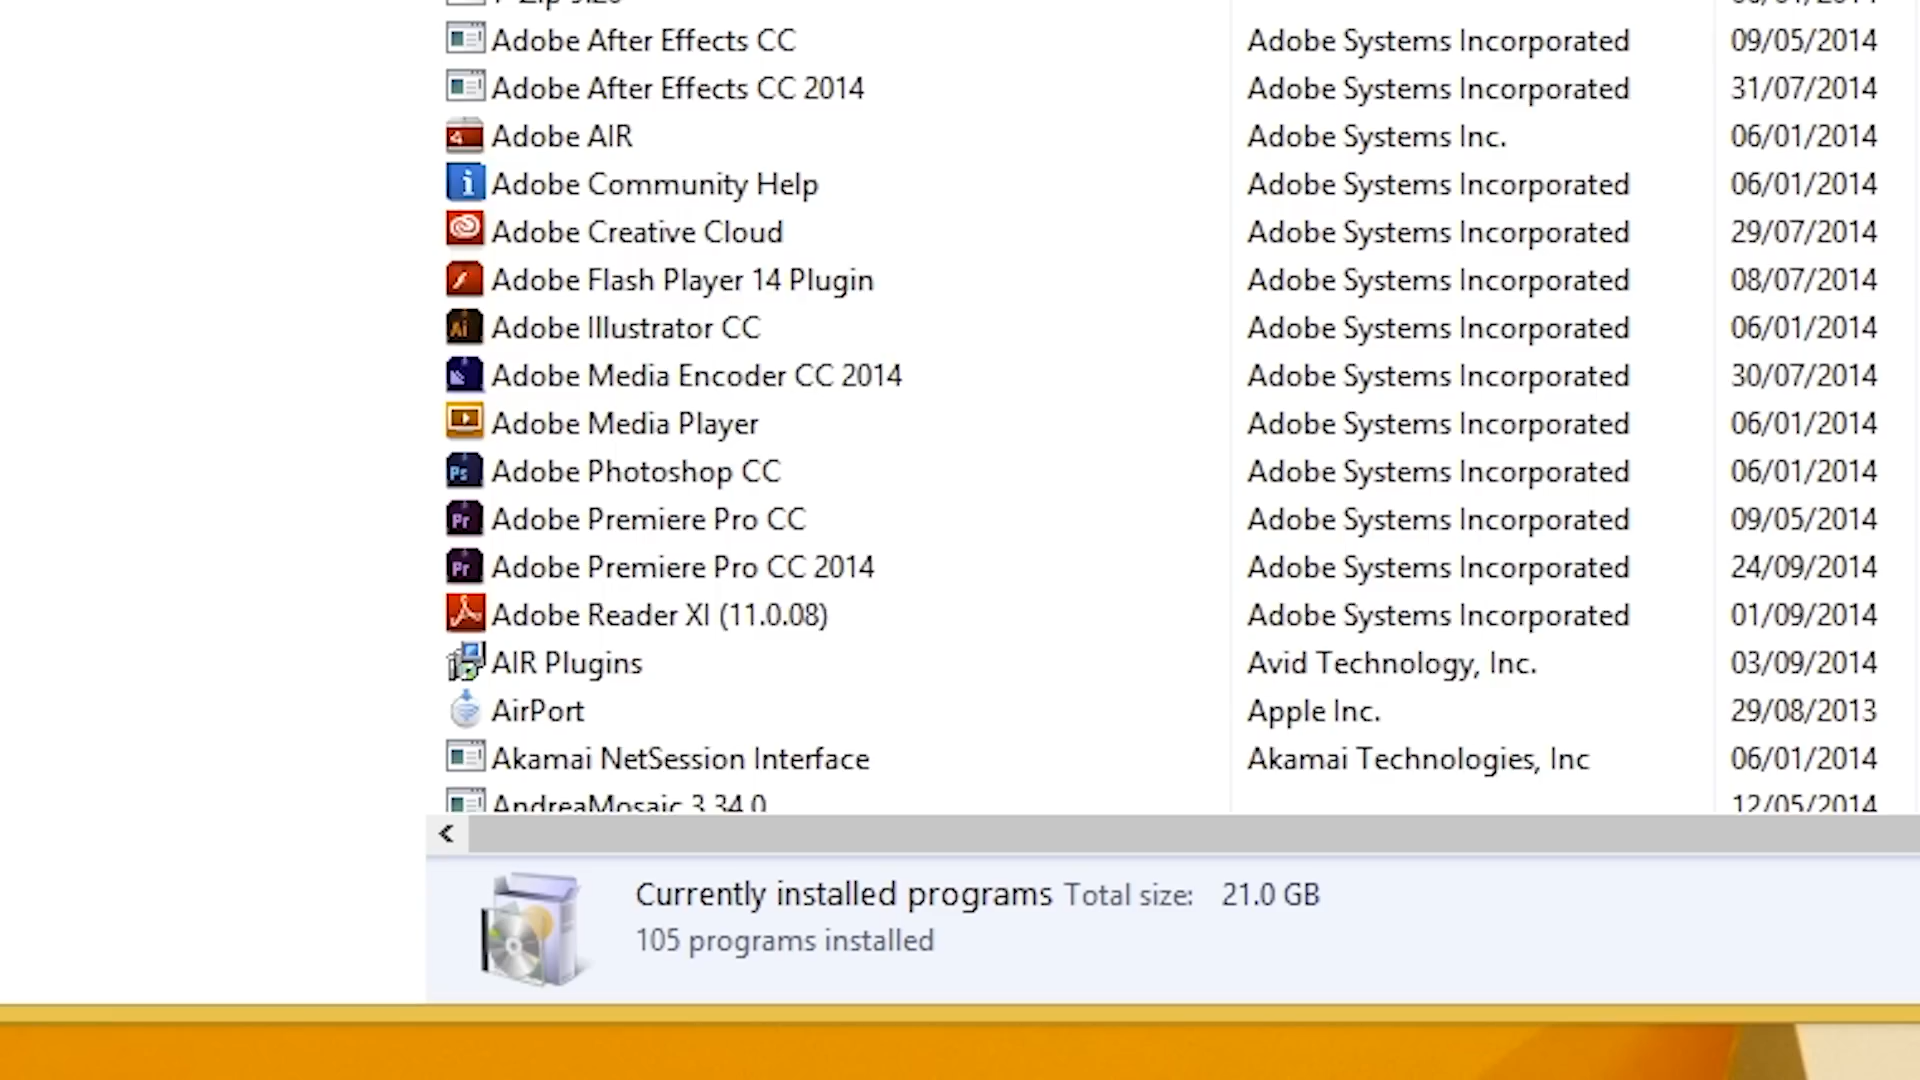 Adobe After Effects CC Adobe Systems Incorporated 09/05/2014
Adobe After Effects CC 2014 Adobe Systems Incorporated 31/07/2014
Adobe AIR Adobe Systems Inc. 06/01/2014
Adobe Community Help Adobe Systems Incorporated 06/01/2014
Adobe Creative Cloud Adobe Systems Incorporated 29/07/2014
Adobe Flash Player 14 Plugin Adobe Systems Incorporated 08/07/2014
Ai Adobe Illustrator CC Adobe Systems Incorporated 06/01/2014
Adobe Media Encoder CC 2014 Adobe Systems Incorporated 30/07/2014
Adobe Media Player Adobe Systems Incorporated 06/01/2014
Ps Adobe Photoshop CC Adobe Systems Incorporated 06/01/2014
Pr Adobe Premiere Pro CC Adobe Systems Incorporated 09/05/2014
Pr Adobe Premiere Pro CC 2014 Adobe Systems Incorporated 24/09/2014
Adobe Reader XI (11.0.08) Adobe Systems Incorporated 01/09/2014
AIR Plugins Avid Technology, Inc. 03/09/2014
AirPort Apple Inc. 29/08/2013
Akamai NetSession Interface Akamai Technologies, Inc 06/01/2014
AndreaMosaic 3.34.0 12/05/2014
Currently installed programs Total size: 21.0 GB
105 programs installed